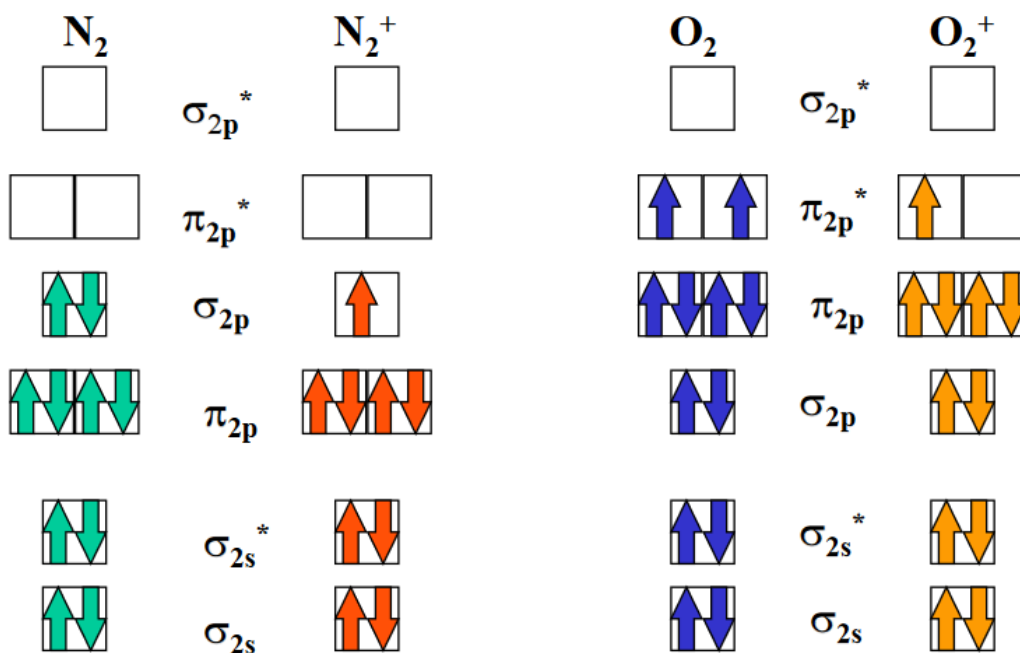 N₂ N₂⁺ O₂ O₂⁺
σ₂ₚ* σ₂ₚ*
π₂ₚ* π₂ₚ*
σ₂ₚ π₂ₚ
π₂ₚ σ₂ₚ
σ₂ₛ* σ₂ₛ*
σ₂ₛ σ₂ₛ